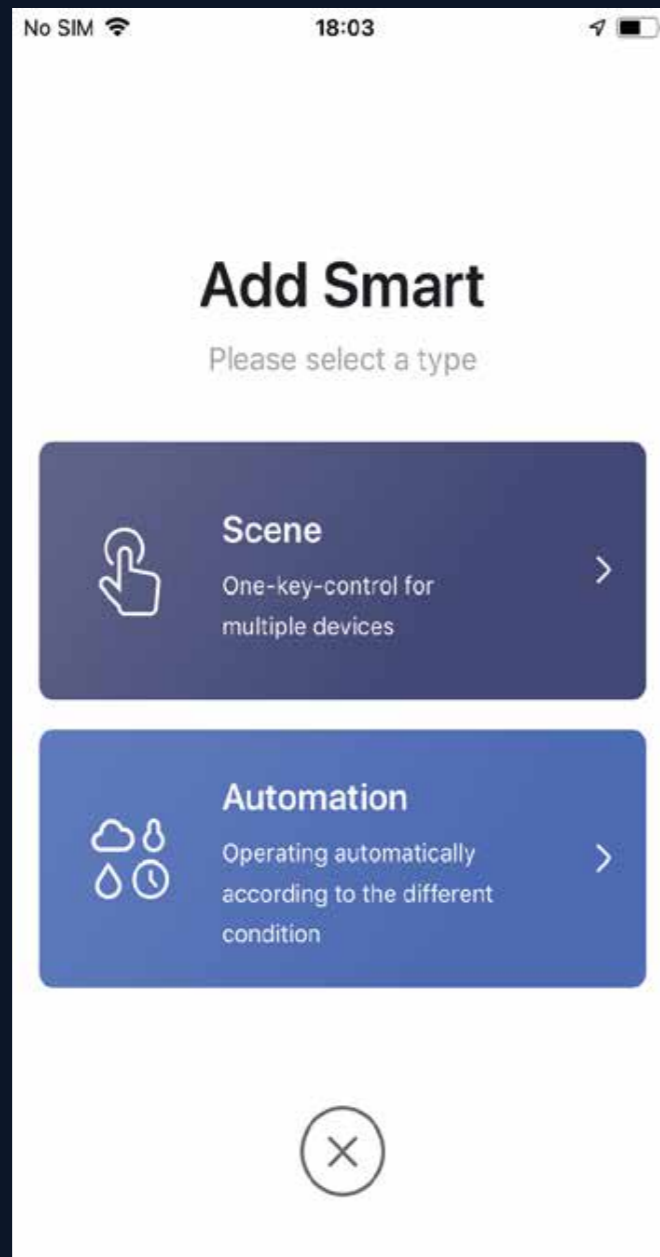 No SIM 18:03
Add Smart
Please select a type
Scene
One-key-control for
multiple devices
Automation
Operating automatically
according to the different
condition